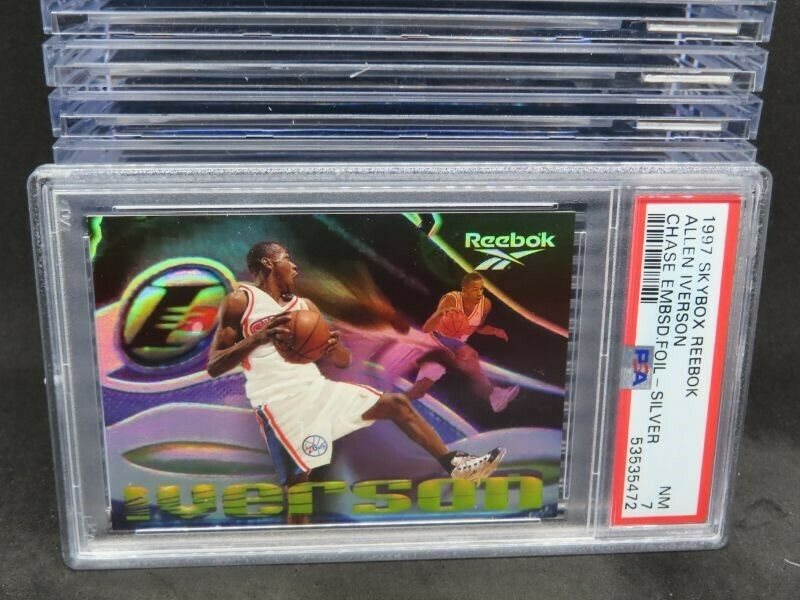 Reebok
Iverson
1997 SKYBOX REEBOK
ALLEN IVERSON
CHASE EMBSD.FOIL-SILVER
NM
7
PSA
53535472